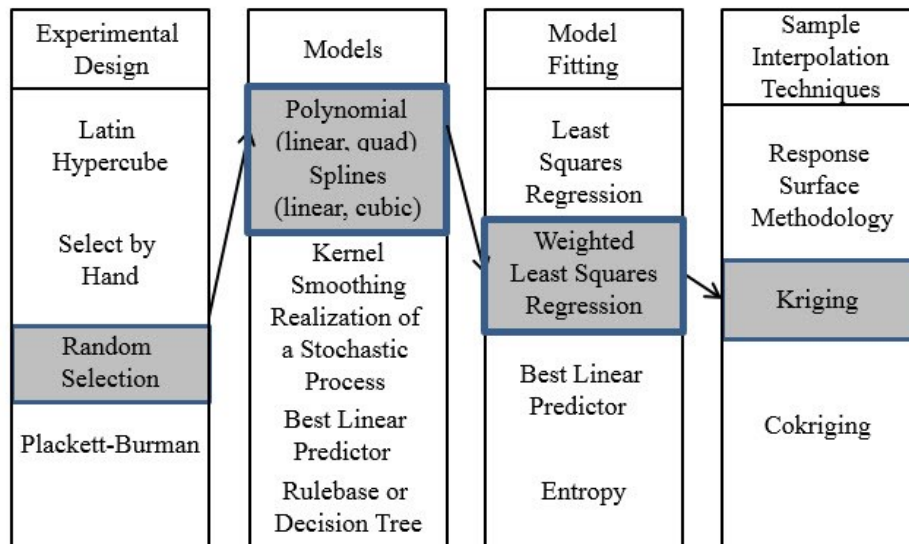 Experimental
Design
Latin
Hypercube
Select by
Hand
Random
Selection
Plackett-Burman
Models
Polynomial
(linear, quad)
Splines
(linear, cubic)
Kernel
Smoothing
Realization of
a Stochastic
Process
Best Linear
Predictor
Rulebase or
Decision Tree
Model
Fitting
Least
Squares
Regression
Weighted
Least Squares
Regression
Best Linear
Predictor
Entropy
Sample
Interpolation
Techniques
Response
Surface
Methodology
Kriging
Cokriging